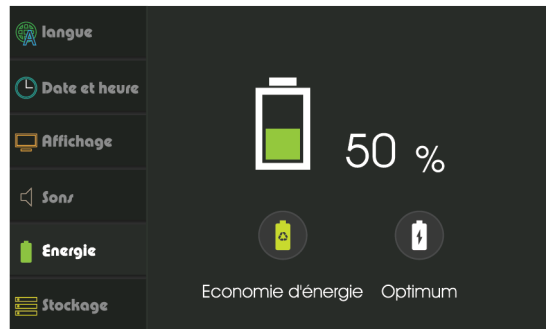 langue
Date et heure
Affichage
Sons
Energie
Stockage
50 %
Economie d'énergie
Optimum